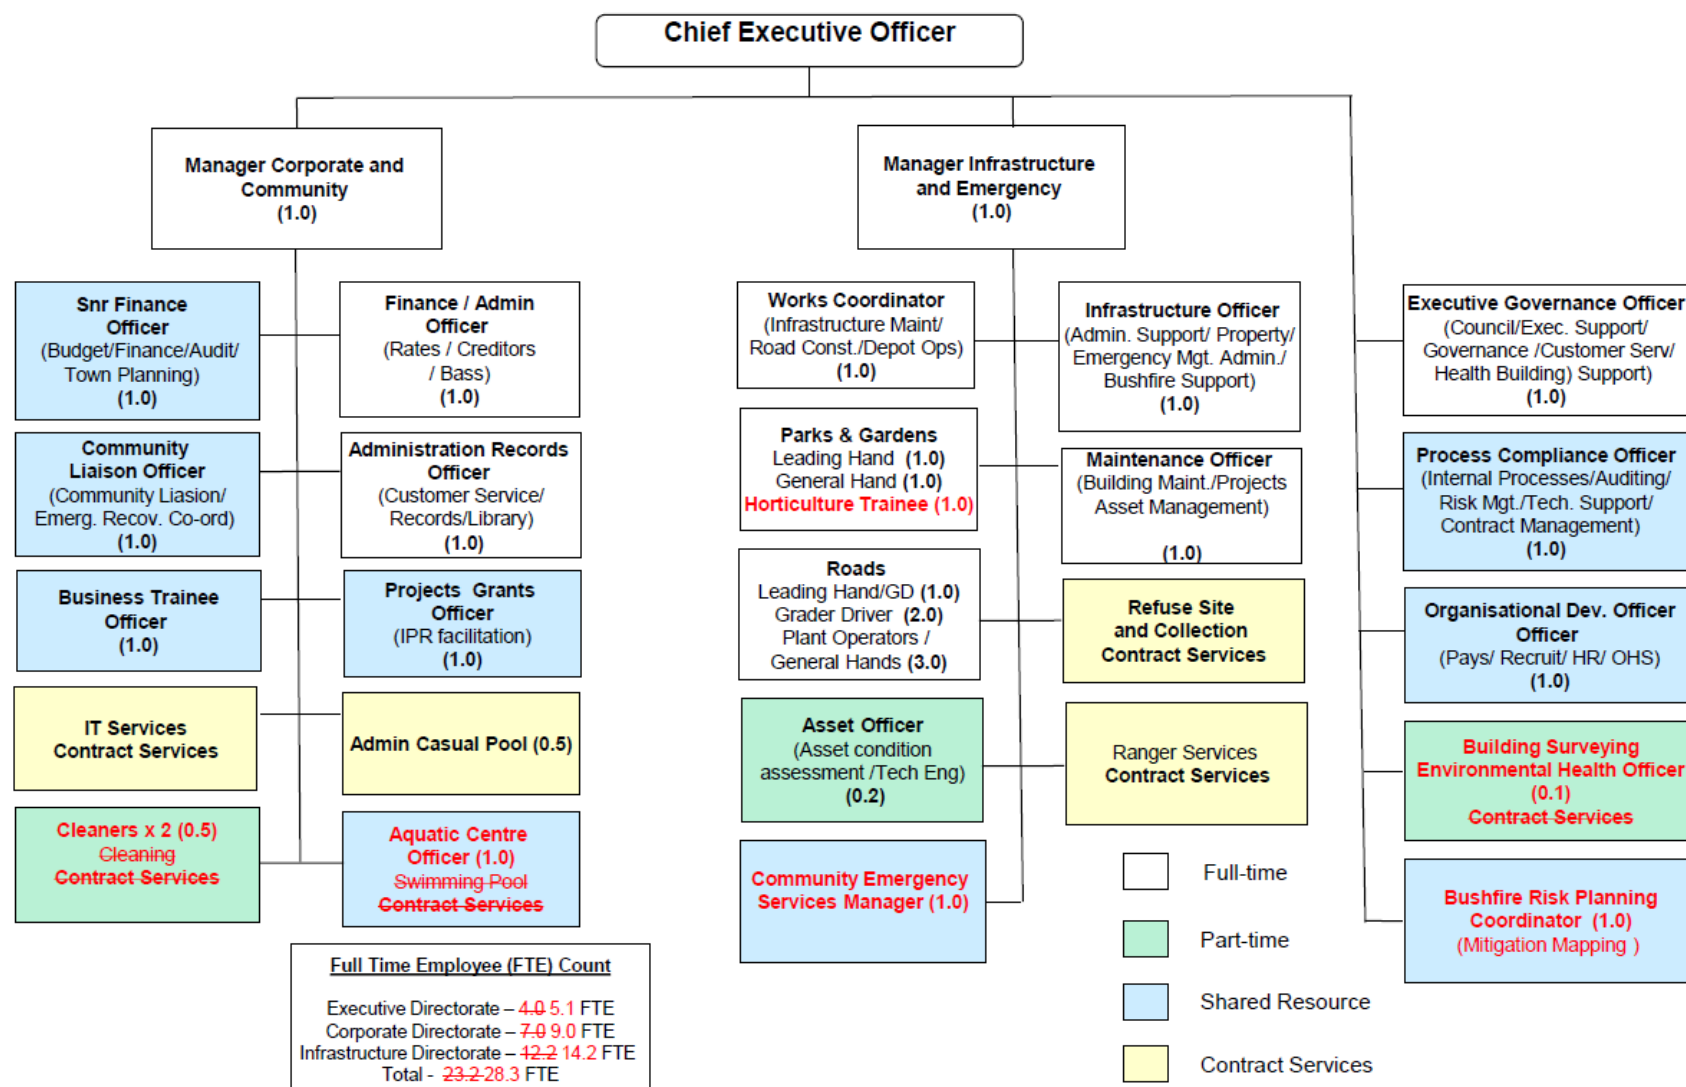 Chief Executive Officer
Manager Corporate and
Community
(1.0)
Manager Infrastructure
and Emergency
(1.0)
Snr Finance
Officer
(Budget/Finance/Audit/
Town Planning)
(1.0)
Finance / Admin
Officer
(Rates / Creditors
/ Bass)
(1.0)
Community
Liaison Officer
(Community Liasion/
Emerg. Recov. Co-ord)
(1.0)
Administration Records
Officer
(Customer Service/
Records/Library)
(1.0)
Business Trainee
Officer
(1.0)
Projects Grants
Officer
(IPR facilitation)
(1.0)
IT Services
Contract Services
Admin Casual Pool (0.5)
Cleaners x 2 (0.5)
Cleaning
Contract Services
Aquatic Centre
Officer (1.0)
Swimming Pool
Contract Services
Full Time Employee (FTE) Count
Executive Directorate – 4.0 5.1 FTE
Corporate Directorate – 7.0 9.0 FTE
Infrastructure Directorate – 12.2 14.2 FTE
Total - 23.2 28.3 FTE
Works Coordinator
(Infrastructure Maint/
Road Const./Depot Ops)
(1.0)
Infrastructure Officer
(Admin. Support/ Property/
Emergency Mgt. Admin./
Bushfire Support)
(1.0)
Parks & Gardens
Leading Hand (1.0)
General Hand (1.0)
Horticulture Trainee (1.0)
Maintenance Officer
(Building Maint./Projects
Asset Management)
(1.0)
Roads
Leading Hand/GD (1.0)
Grader Driver (2.0)
Plant Operators /
General Hands (3.0)
Refuse Site
and Collection
Contract Services
Asset Officer
(Asset condition
assessment /Tech Eng)
(0.2)
Ranger Services
Contract Services
Community Emergency
Services Manager (1.0)
Executive Governance Officer
(Council/Exec. Support/
Governance /Customer Serv/
Health Building) Support)
(1.0)
Process Compliance Officer
(Internal Processes/Auditing/
Risk Mgt./Tech. Support/
Contract Management)
(1.0)
Organisational Dev. Officer
Officer
(Pays/ Recruit/ HR/ OHS)
(1.0)
Building Surveying
Environmental Health Officer
(0.1)
Contract Services
Bushfire Risk Planning
Coordinator (1.0)
(Mitigation Mapping )
Full-time
Part-time
Shared Resource
Contract Services